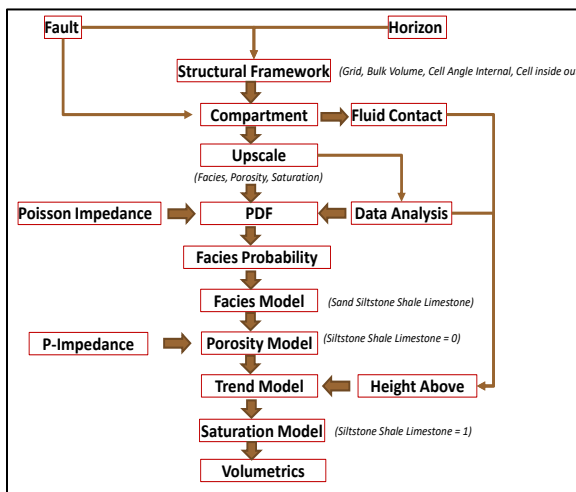 Fault
Horizon
Structural Framework
(Grid, Bulk Volume, Cell Angle Internal, Cell inside out
Compartment
Fluid Contact
Upscale
(Facies, Porosity, Saturation)
Poisson Impedance
PDF
Data Analysis
Facies Probability
Facies Model
(Sand Siltstone Shale Limestone)
P-Impedance
Porosity Model
(Siltstone Shale Limestone = 0)
Trend Model
Height Above
Saturation Model
(Siltstone Shale Limestone = 1)
Volumetrics